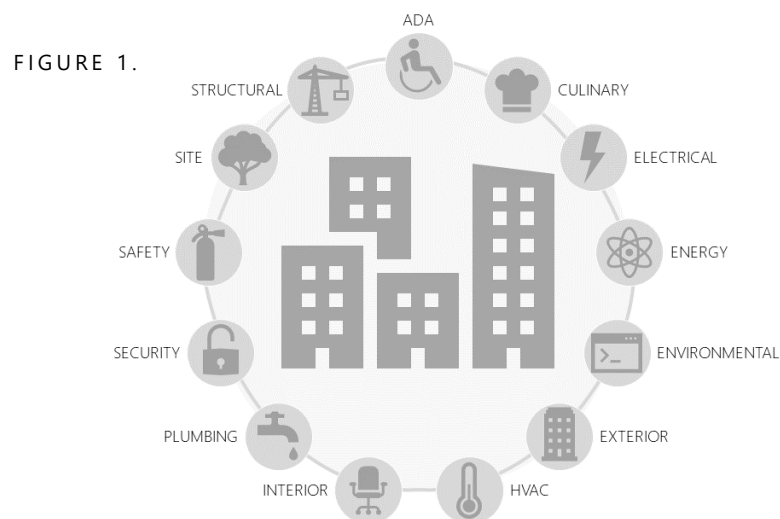 FIGURE 1.
ADA
STRUCTURAL
CULINARY
SITE
ELECTRICAL
SAFETY
ENERGY
SECURITY
ENVIRONMENTAL
PLUMBING
EXTERIOR
INTERIOR
HVAC